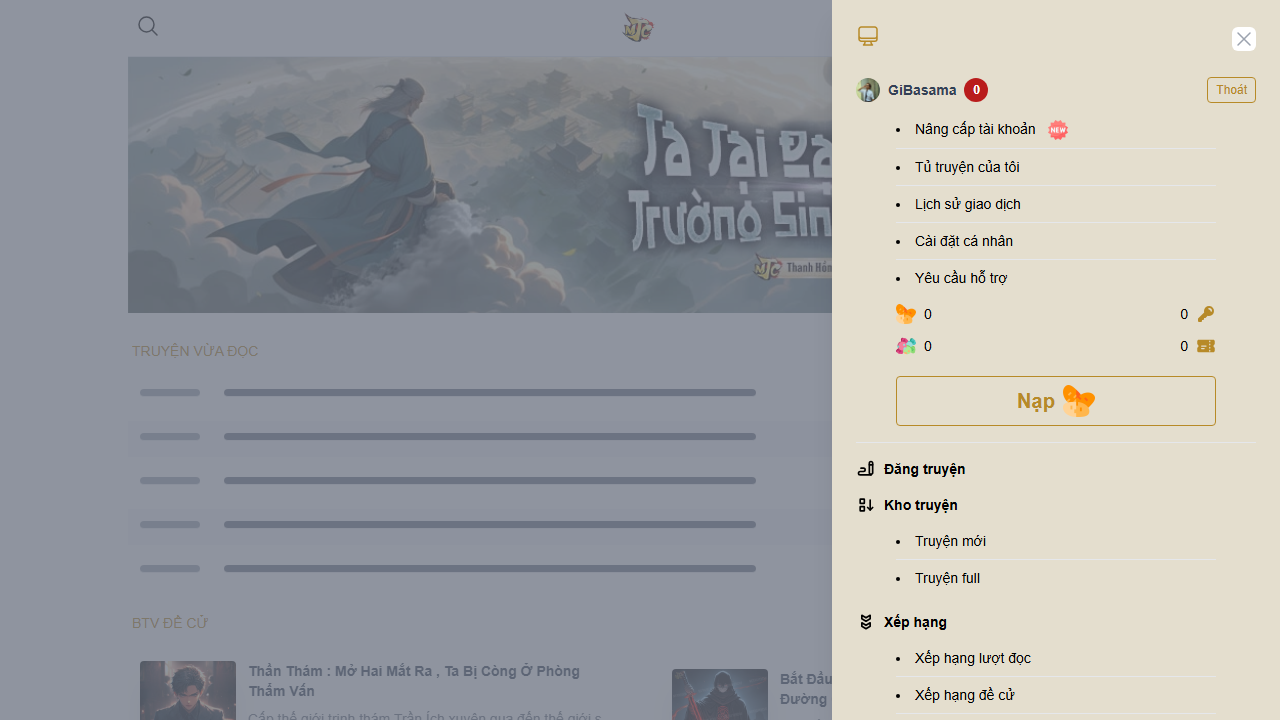 NTC
GiBasama 0
Thoát
Nâng cấp tài khoản NEW
Tủ truyện của tôi
Lịch sử giao dịch
Cài đặt cá nhân
Yêu cầu hỗ trợ
0
0
0
0
Nạp
Đăng truyện
Kho truyện
Truyện mới
Truyện full
Xếp hạng
Xếp hạng lượt đọc
Xếp hạng đề cử
Ta Tại
Trường Sin
NTC Thanh Hóa
TRUYỆN VỪA ĐỌC
BTV ĐỀ CỬ
Thần Thám : Mở Hai Mắt Ra , Ta Bị Còng Ở Phòng
Thẩm Vấn
Cấp thế giới trinh thám Trần Ích xuyên qua đến thế giới s
Bắt Đầu
Đường